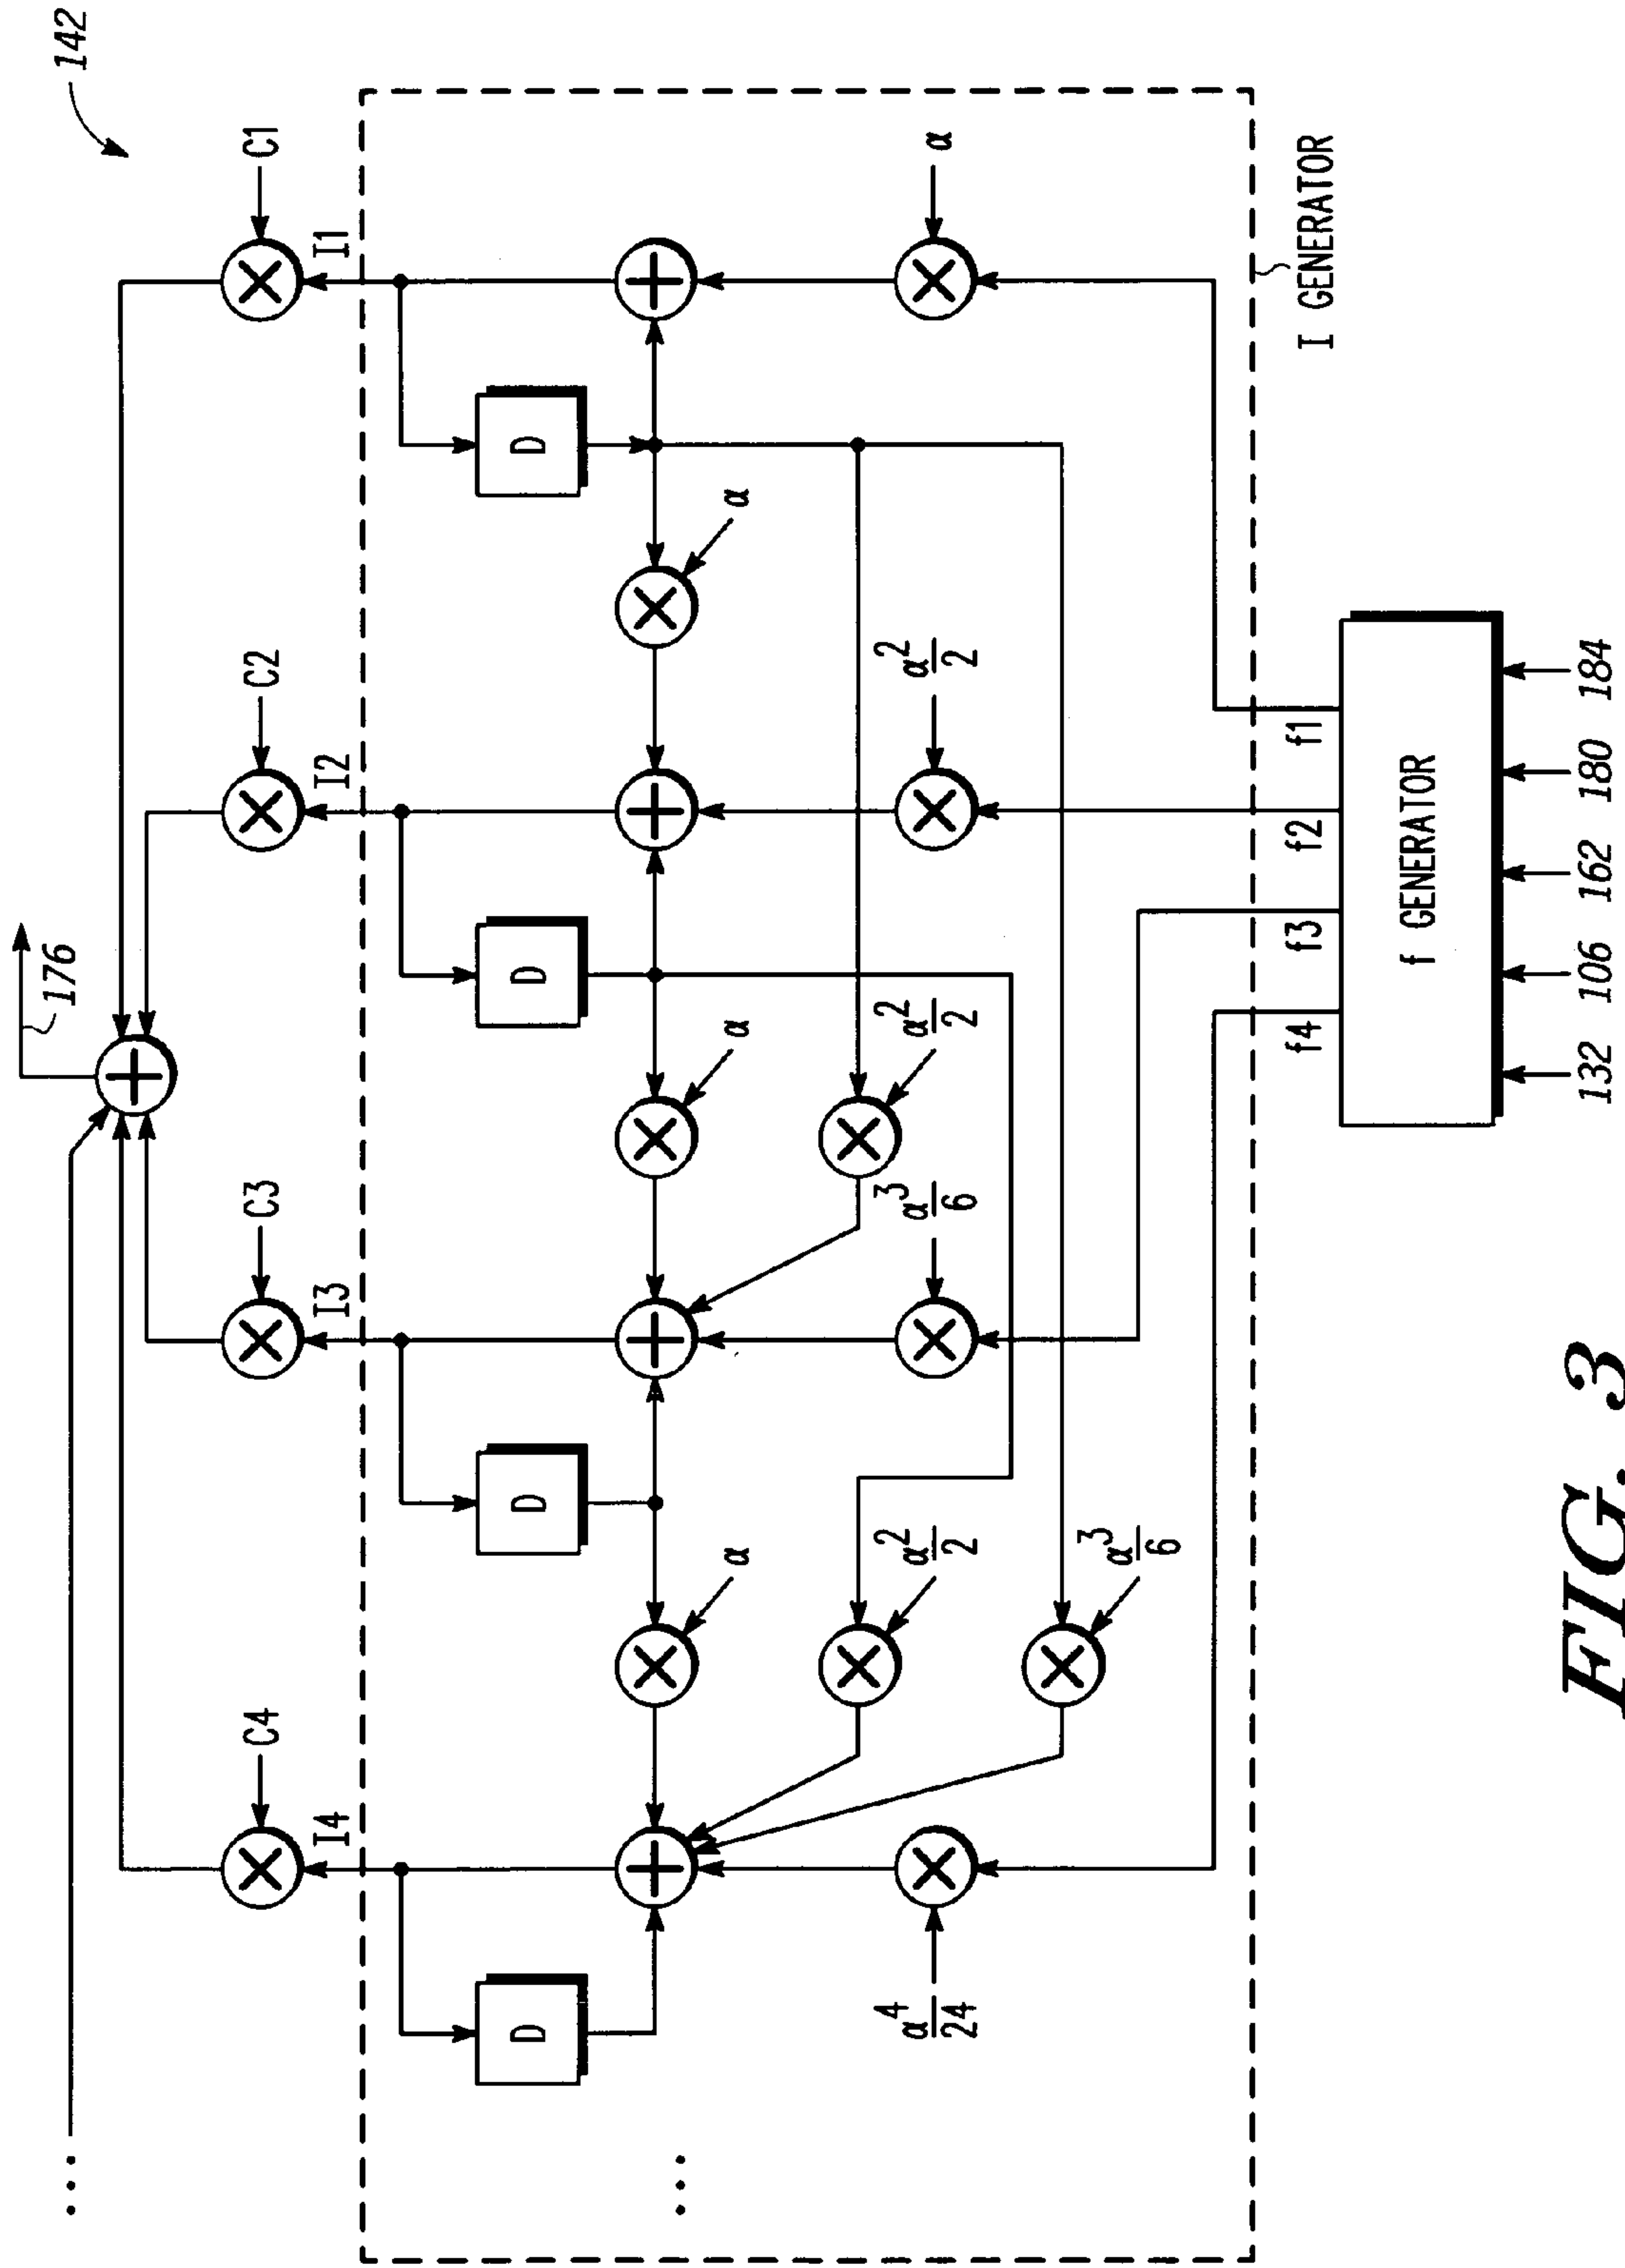 142
176
C4
C3
C2
C1
I4
I3
I2
I1
D
D
D
D
α
α
α
α²/2
α²/2
α³/6
α⁴/24
α³/6
α²/2
α
...
...
I GENERATOR
f4
f3
f2
f1
f GENERATOR
132
106
162
180
184
FIG. 3